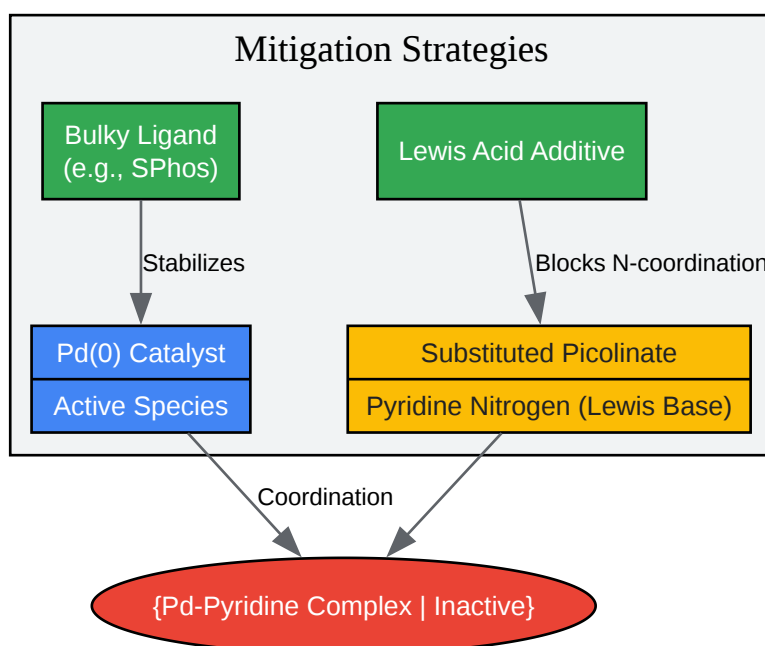 Mitigation Strategies
Bulky Ligand
(e.g., SPhos)
Lewis Acid Additive
Stabilizes
Blocks N-coordination
Pd(0) Catalyst
Active Species
Substituted Picolinate
Pyridine Nitrogen (Lewis Base)
Coordination
{Pd-Pyridine Complex | Inactive}